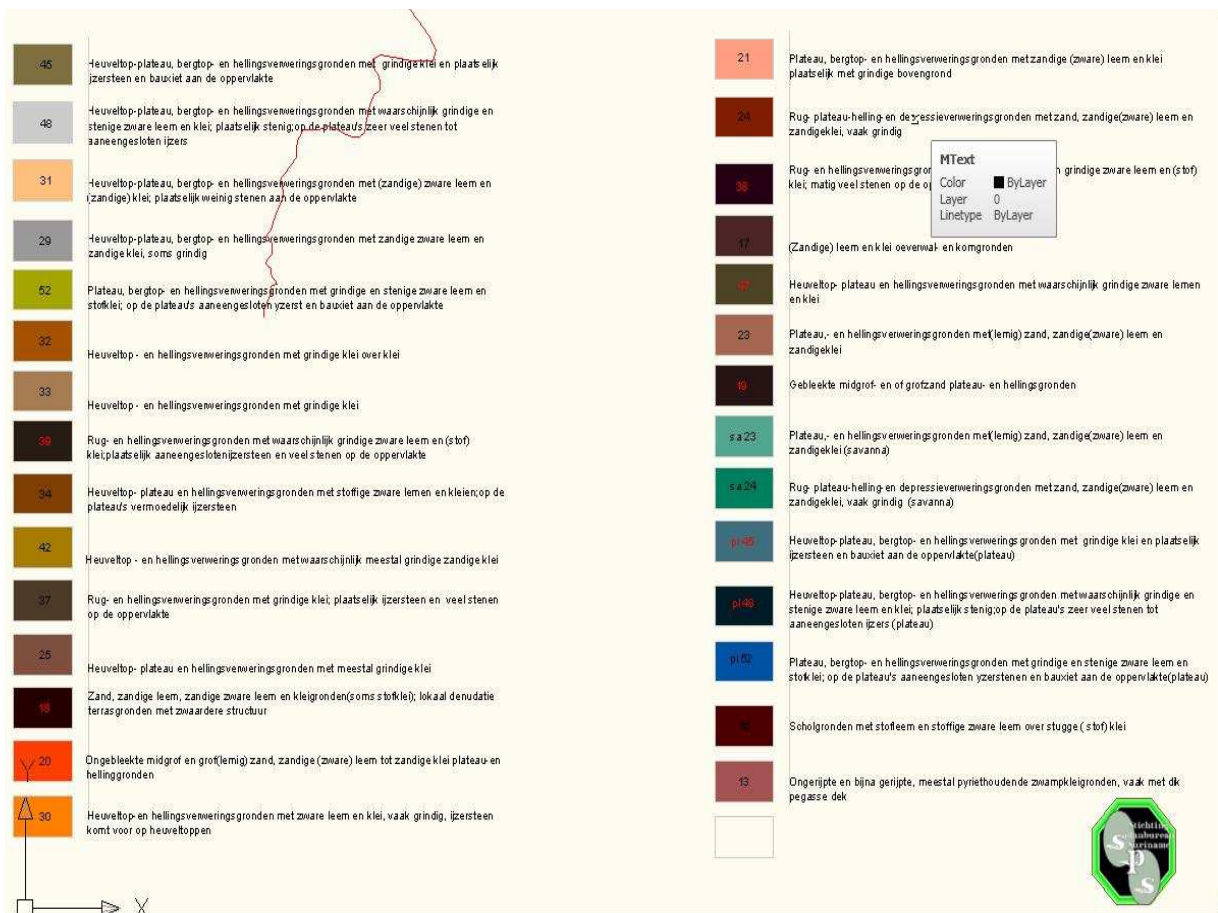 45
Heuveltop-plateau, bergtop- en hellingsverweringsgronden met grindige klei en plaatselijk
ijzersteen en bauxiet aan de oppervlakte
48
Heuveltop-plateau, bergtop- en hellingsverweringsgronden met waarschijnlijk grindige en
stenige zware leem en klei; plaatselijk stenig;op de plateau's zeer veel stenen tot
aaneengesloten ijzers
31
Heuveltop-plateau, bergtop- en hellingsverweringsgronden met (zandige) zware leem en
(zandige) klei; plaatselijk weinig stenen aan de oppervlakte
29
Heuveltop-plateau, bergtop- en hellingsverweringsgronden met zandige zware leem en
zandige klei, soms grindig
52
Plateau, bergtop- en hellingsverweringsgronden met grindige en stenige zware leem en
stofklei; op de plateau's aaneengesloten yzerst en bauxiet aan de oppervlakte
32
Heuveltop - en hellingsverweringsgronden met grindige klei over klei
33
Heuveltop - en hellingsverweringsgronden met grindige klei
39
Rug- en hellingsverweringsgronden met waarschijnlijk grindige zware leem en (stof)
klei;plaatselijk aaneengeslotenijzersteen en veel stenen op de oppervlakte
34
Heuveltop- plateau en hellingsverweringsgronden met stoffige zware lemen en kleien;op de
plateau's vermoedelijk ijzersteen
42
Heuveltop - en hellingsverweringsgronden met waarschijnlijk meestal grindige zandige klei
37
Rug- en hellingsverweringsgronden met grindige klei; plaatselijk ijzersteen en veel stenen
op de oppervlakte
25
Heuveltop- plateau en hellingsverweringsgronden met meestal grindige klei
18
Zand, zandige leem, zandige zware leem en kleigronden(soms stofklei); lokaal denudatie
terrasgronden met zwaardere structuur
20
Ongebleekte midgrof en grof(lemig) zand, zandige (zware) leem tot zandige klei plateau- en
hellinggronden
30
Heuveltop- en hellingsverweringsgronden met zware leem en klei, vaak grindig, ijzersteen
komt voor op heuveltoppen
Y
X
21
Plateau, bergtop- en hellingsverweringsgronden met zandige (zware) leem en klei
plaatselijk met grindige bovengrond
24
Rug- plateau-helling- en depressieverweringsgronden met zand, zandige(zware) leem en
zandigeklei, vaak grindig
38
Rug- en hellingsverweringsgron grindige zware leem en (stof)
klei; matig veel stenen op de op
MText
Color ByLayer
Layer 0
Linetype ByLayer
17
(Zandige) leem en klei oeverwal- en komgronden
47
Heuveltop- plateau en hellingsverweringsgronden met waarschijnlijk grindige zware lemen
en klei
23
Plateau,- en hellingsverweringsgronden met(lemig) zand, zandige(zware) leem en
zandigeklei
19
Gebleekte midgrof- en of grofzand plateau- en hellingsgronden
sa23
Plateau,- en hellingsverweringsgronden met(lemig) zand, zandige(zware) leem en
zandigeklei (savanna)
sa24
Rug- plateau-helling- en depressieverweringsgronden met zand, zandige(zware) leem en
zandigeklei, vaak grindig (savanna)
pl45
Heuveltop-plateau, bergtop- en hellingsverweringsgronden met grindige klei en plaatselijk
ijzersteen en bauxiet aan de oppervlakte(plateau)
pl48
Heuveltop-plateau, bergtop- en hellingsverweringsgronden met waarschijnlijk grindige en
stenige zware leem en klei; plaatselijk stenig;op de plateau's zeer veel stenen tot
aaneengesloten ijzers (plateau)
pl52
Plateau, bergtop- en hellingsverweringsgronden met grindige en stenige zware leem en
stofklei; op de plateau's aaneengesloten yzerstenen en bauxiet aan de oppervlakte(plateau)
Scholgronden met stofleem en stoffige zware leem over stugge ( stof) klei
13
Ongerijpte en bijna gerijpte, meestal pyriethoudende zwampkleigronden, vaak met dik
pegasse dek
Stichting
Planbureau
Suriname
s p s